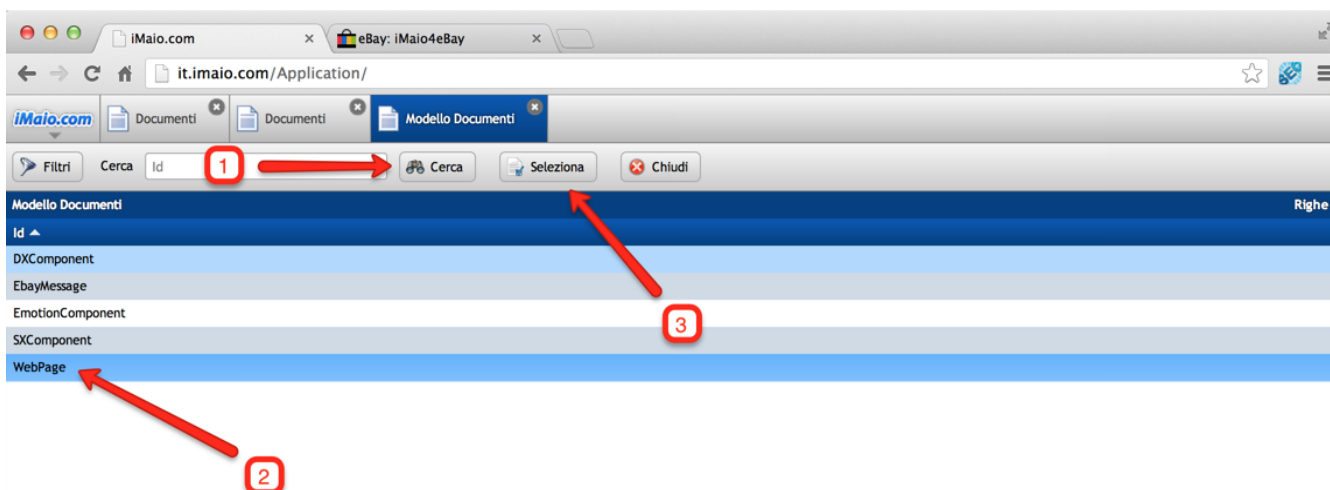 iMaio.com eBay: iMaio4eBay
it.imaio.com/Application/
iMaio.com Documenti Documenti Modello Documenti
Filtri Cerca Id 1 Cerca Seleziona Chiudi
Modello Documenti Righe
Id
DXComponent
EbayMessage
EmotionComponent
3
SXComponent
WebPage
2